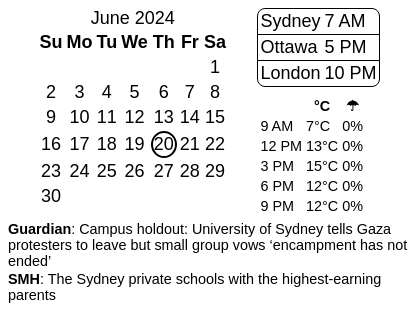 June 2024
Su Mo Tu We Th Fr Sa
1
2 3 4 5 6 7 8
9 10 11 12 13 14 15
16 17 18 19 20 21 22
23 24 25 26 27 28 29
30
Sydney 7 AM
Ottawa 5 PM
London 10 PM
°C ☂
9 AM 7°C 0%
12 PM 13°C 0%
3 PM 15°C 0%
6 PM 12°C 0%
9 PM 12°C 0%
Guardian: Campus holdout: University of Sydney tells Gaza
protesters to leave but small group vows ‘encampment has not
ended’
SMH: The Sydney private schools with the highest-earning
parents